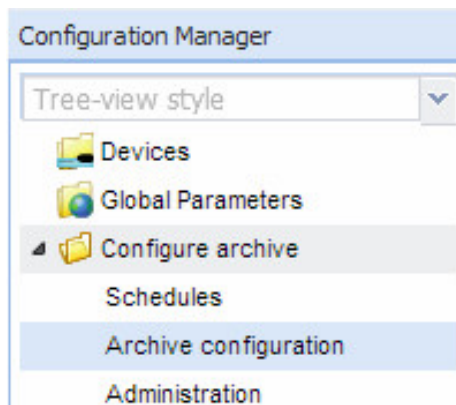 Configuration Manager
Tree-view style
Devices
Global Parameters
Configure archive
Schedules
Archive configuration
Administration